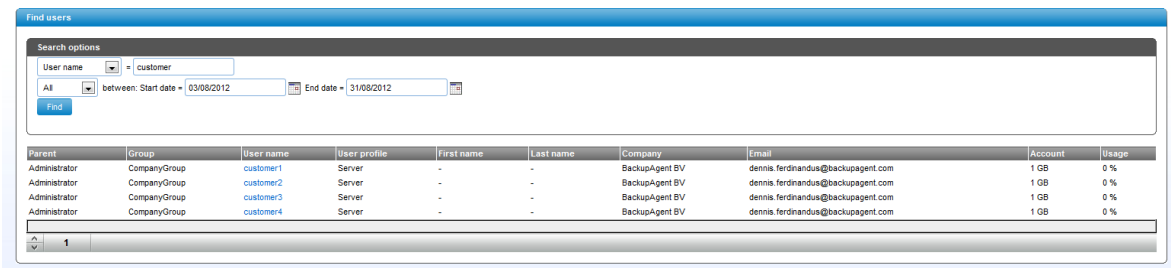 Find users
Search options
User name = customer
All between: Start date = 03/08/2012 End date = 31/08/2012
Find
Parent Group User name User profile First name Last name Company Email Account Usage
Administrator CompanyGroup customer1 Server - - BackupAgent BV dennis.ferdinandus@backupagent.com 1 GB 0 %
Administrator CompanyGroup customer2 Server - - BackupAgent BV dennis.ferdinandus@backupagent.com 1 GB 0 %
Administrator CompanyGroup customer3 Server - - BackupAgent BV dennis.ferdinandus@backupagent.com 1 GB 0 %
Administrator CompanyGroup customer4 Server - - BackupAgent BV dennis.ferdinandus@backupagent.com 1 GB 0 %
1